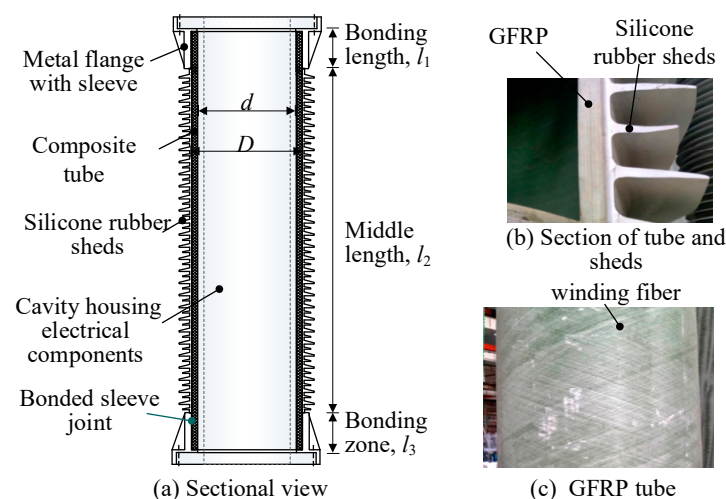 Metal flange
with sleeve
Composite
tube
Silicone rubber
sheds
Cavity housing
electrical
components
Bonded sleeve
joint
d
D
Bonding
length, l1
Middle
length, l2
Bonding
zone, l3
(a) Sectional view
GFRP
Silicone
rubber sheds
(b) Section of tube and
sheds
winding fiber
(c) GFRP tube